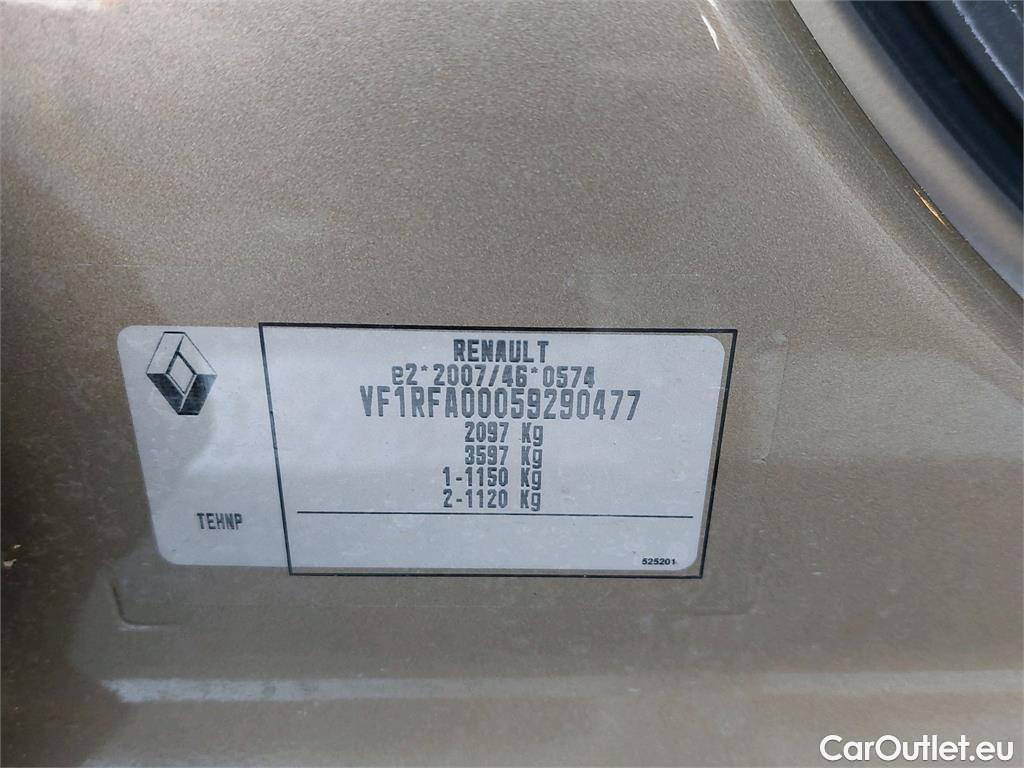 RENAULT
e2*2007/46*0574
VF1RFA00059290477
2097 Kg
3597 Kg
1-1150 Kg
2-1120 Kg
TEHNP
525201
CarOutlet.eu